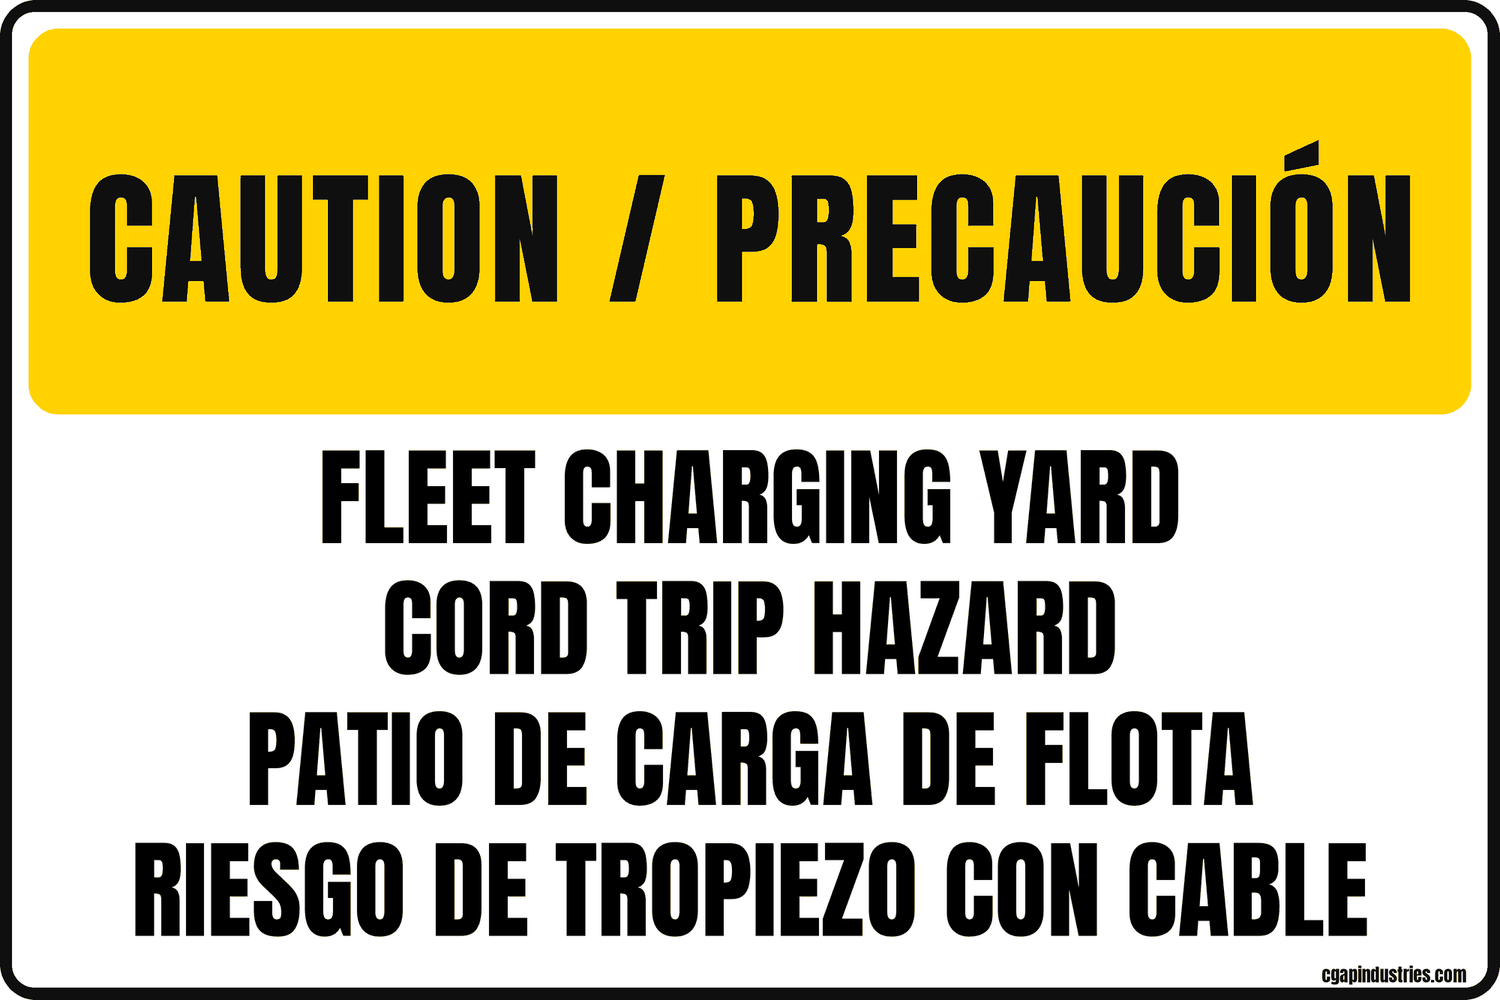 CAUTION / PRECAUCIÓN
FLEET CHARGING YARD
CORD TRIP HAZARD
PATIO DE CARGA DE FLOTA
RIESGO DE TROPIEZO CON CABLE
cgapindustries.com